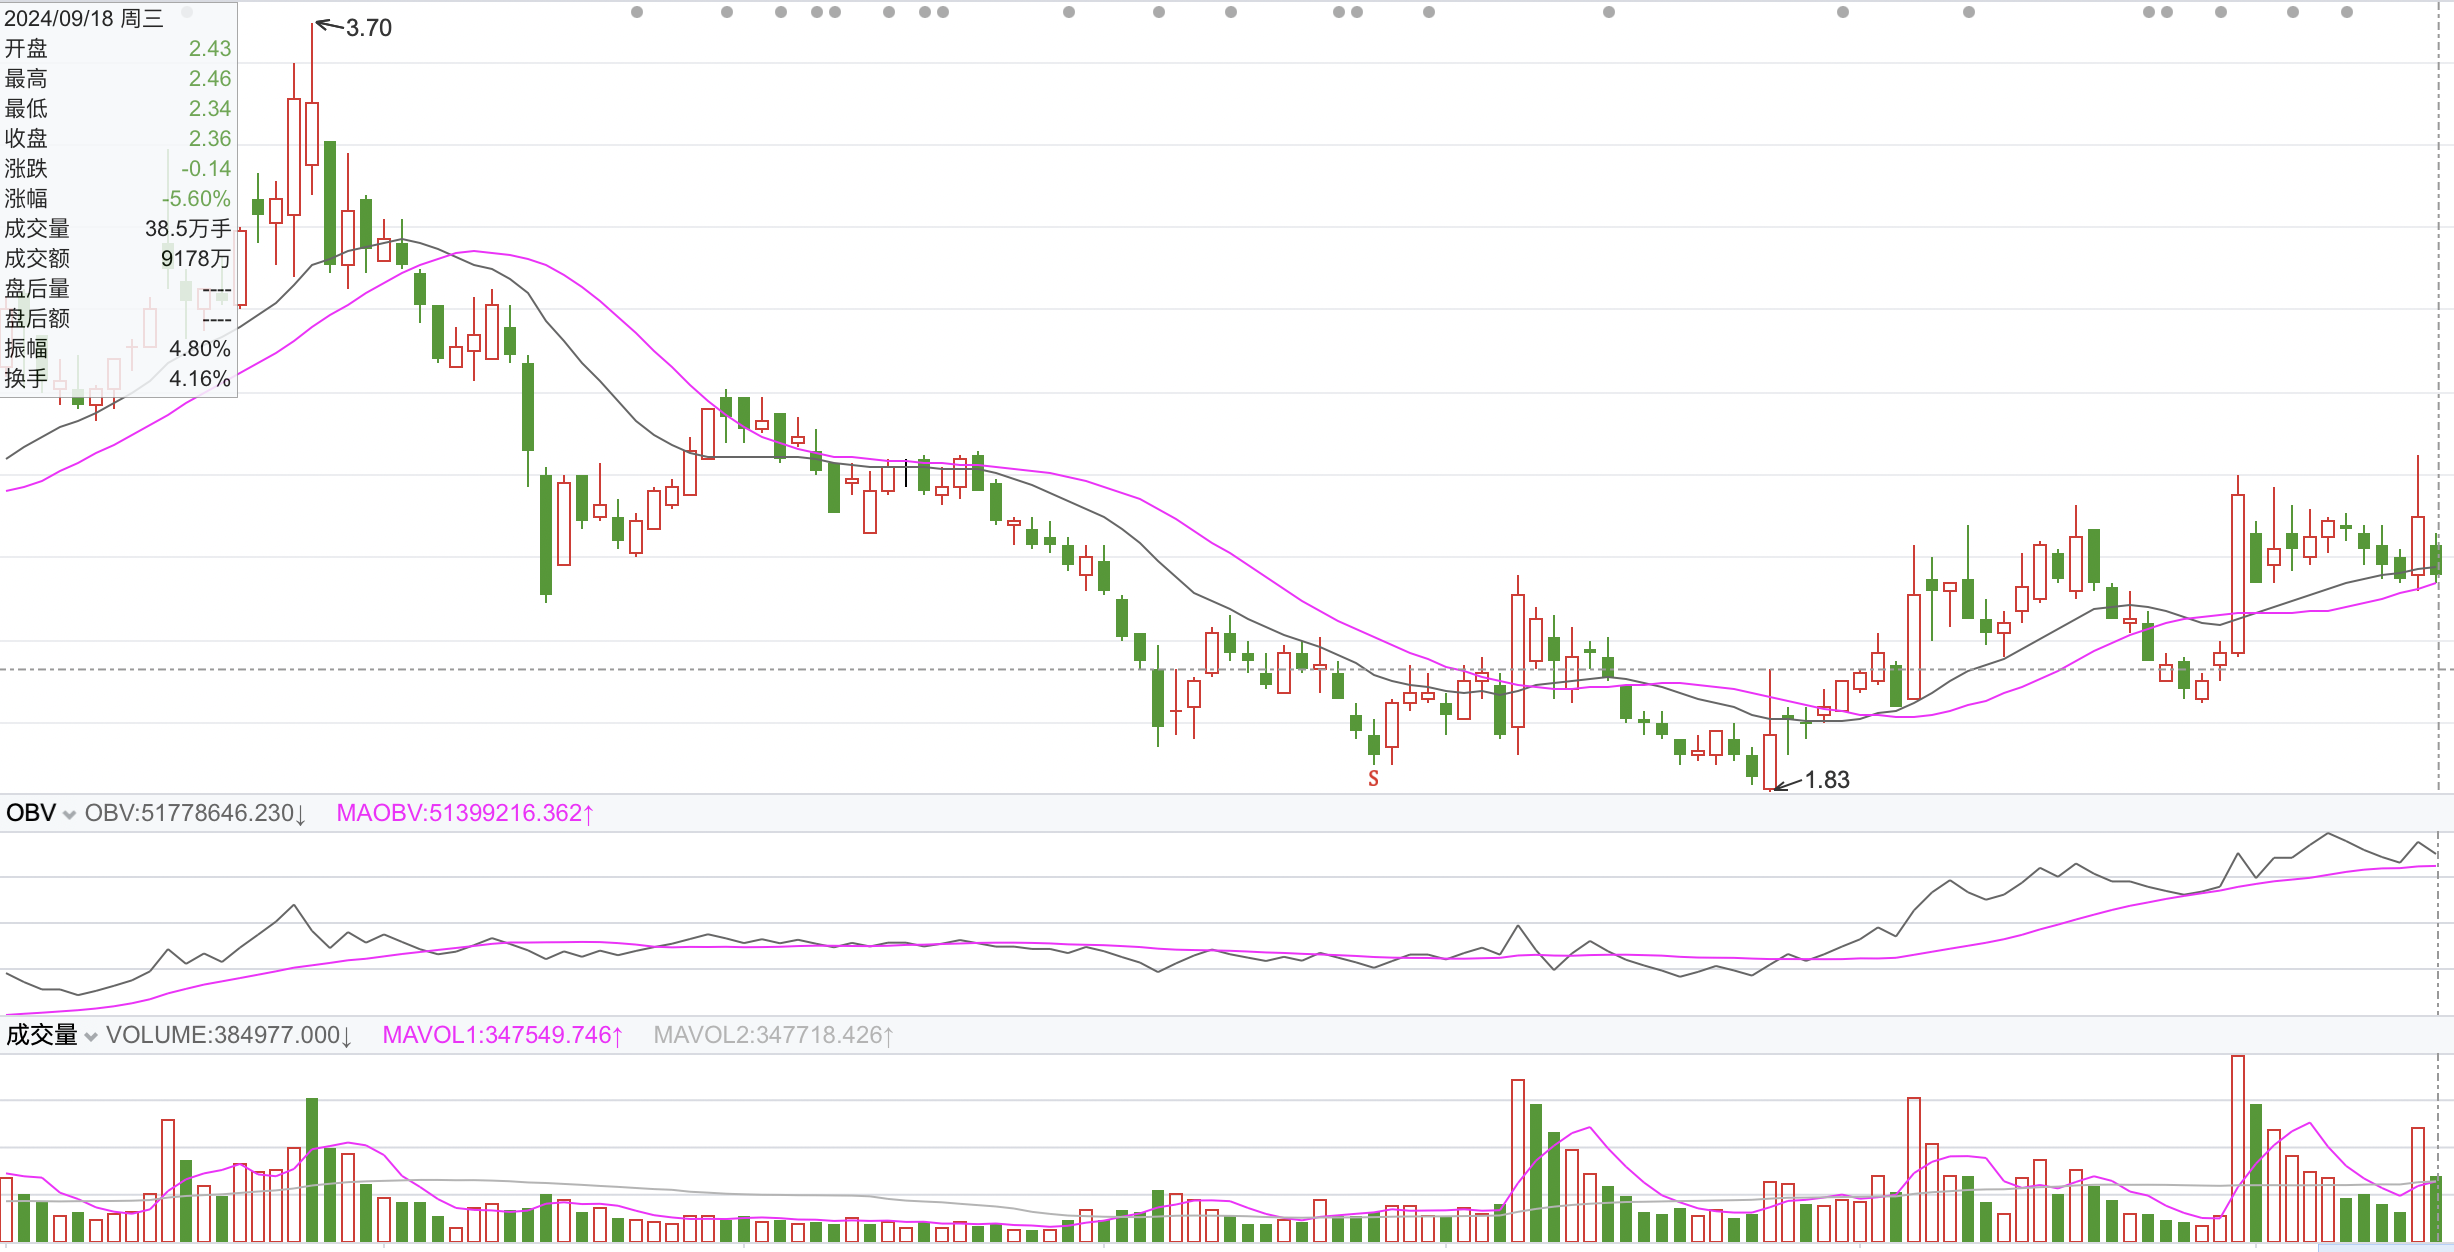 2024/09/18 周三
开盘 2.43
最高 2.46
最低 2.34
收盘 2.36
涨跌 -0.14
涨幅 -5.60%
成交量 38.5万手
成交额 9178万
盘后量 ----
盘后额 ----
振幅 4.80%
换手 4.16%
3.70
S
1.83
OBV OBV:51778646.230↓ MAOBV:51399216.362↑
成交量 VOLUME:384977.000↓ MAVOL1:347549.746↑ MAVOL2:347718.426↑